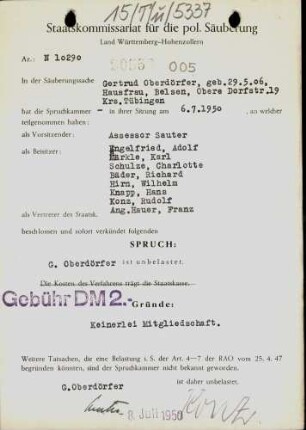 15/T/u/5337
Staatskommissariat für die pol. Säuberung
Land Württemberg-Hohenzollern
Az.: N 10290
005
In der Säuberungssache Gertrud Oberdörfer, geb.29.5.06,
Hausfrau, Belsen, Obere Dorfstr.19
Krs.Tübingen
hat die Spruchkammer – in ihrer Sitzung am 6.7.1950 , an welcher
teilgenommen haben:
als Vorsitzender: Assessor Sauter
als Beisitzer: Engelfried, Adolf
Märkle, Karl
Schulze, Charlotte
Bäder, Richard
Hirn, Wilhelm
Knapp, Hans
Konz, Rudolf
als Vertreter des Staatsk. Ang.Hauer, Franz
beschlossen und sofort verkündet folgenden
SPRUCH:
G. Oberdörfer ist unbelastet.
Die Kosten des Verfahrens trägt die Staatskasse.
Gebühr DM 2.-
Gründe:
Keinerlei Mitgliedschaft.
Weitere Tatsachen, die eine Belastung i. S. der Art. 4–7 der RAO vom 25. 4. 47
begründen könnten, sind der Spruchkammer nicht bekannt geworden.
G.Oberdörfer ist daher unbelastet.
8. Juli 1950